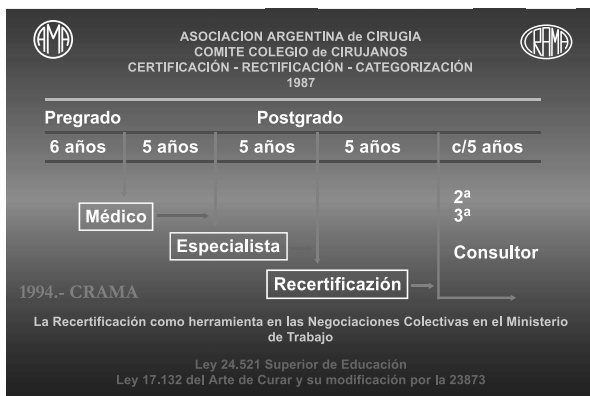 AMA
CRAMA
ASOCIACION ARGENTINA de CIRUGIA
COMITE COLEGIO de CIRUJANOS
CERTIFICACIÓN - RECTIFICACIÓN - CATEGORIZACIÓN
1987
Pregrado Postgrado
6 años 5 años 5 años 5 años c/5 años
2ª
3ª
Médico
Especialista
Consultor
Recertificazión
1994.- CRAMA
La Recertificación como herramienta en las Negociaciones Colectivas en el Ministerio
de Trabajo
Ley 24.521 Superior de Educación
Ley 17.132 del Arte de Curar y su modificación por la 23873